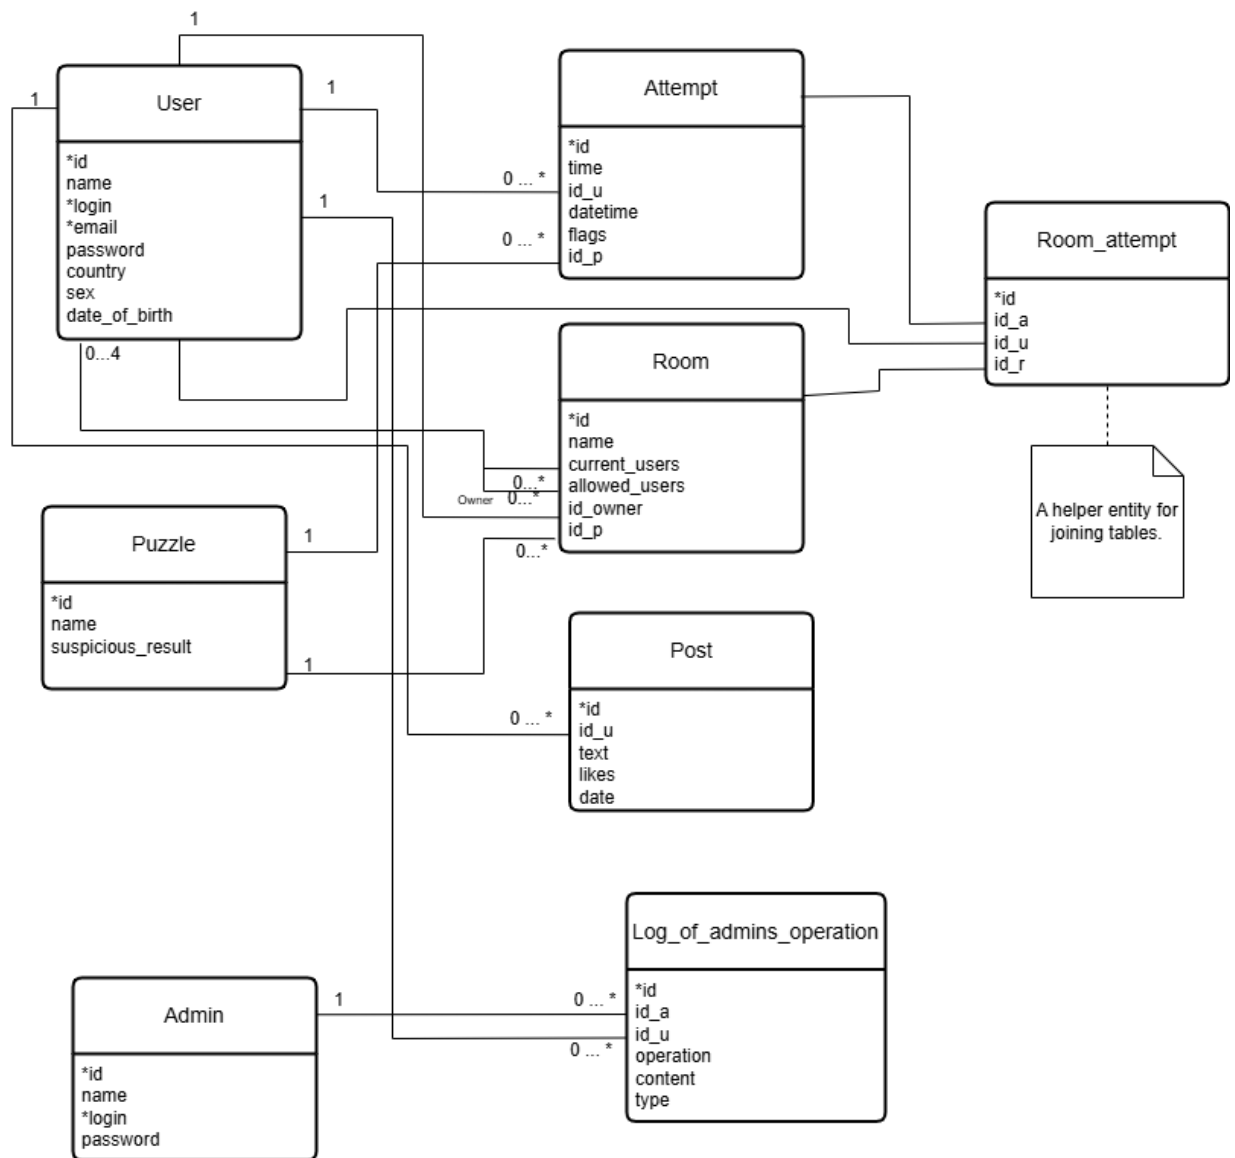 1
User
*id
name
*login
*email
password
country
sex
date_of_birth
1
1
1
0...4
Attempt
*id
time
id_u
datetime
flags
id_p
0 ... *
0 ... *
Room_attempt
*id
id_a
id_u
id_r
A helper entity for
joining tables.
Room
*id
name
current_users
allowed_users
id_owner
id_p
0...*
Owner 0...*
0...*
Puzzle
*id
name
suspicious_result
1
1
Post
*id
id_u
text
likes
date
0 ... *
Log_of_admins_operation
*id
id_a
id_u
operation
content
type
0 ... *
0 ... *
Admin
*id
name
*login
password
1